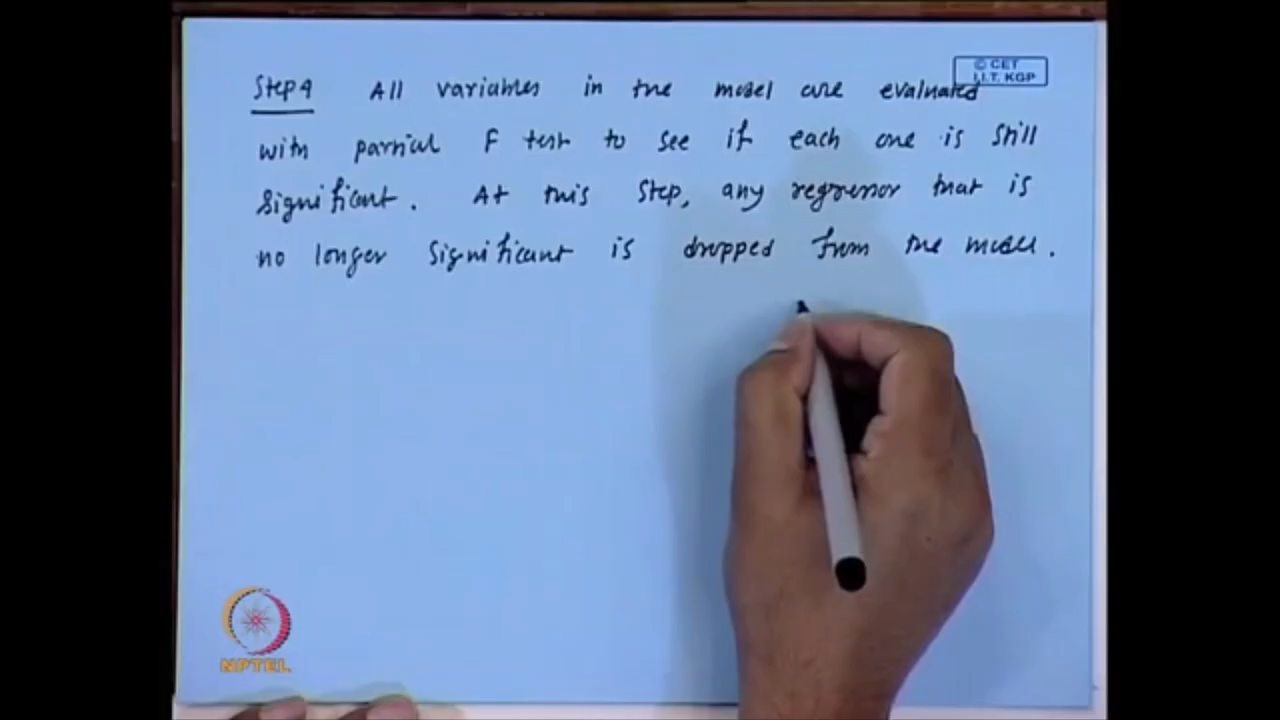 © CET
I.I.T. KGP
Step 4 All variables in the model are evaluated
with partial F test to see if each one is still
significant. At this step, any regressor that is
no longer significant is dropped from the model.
NPTEL